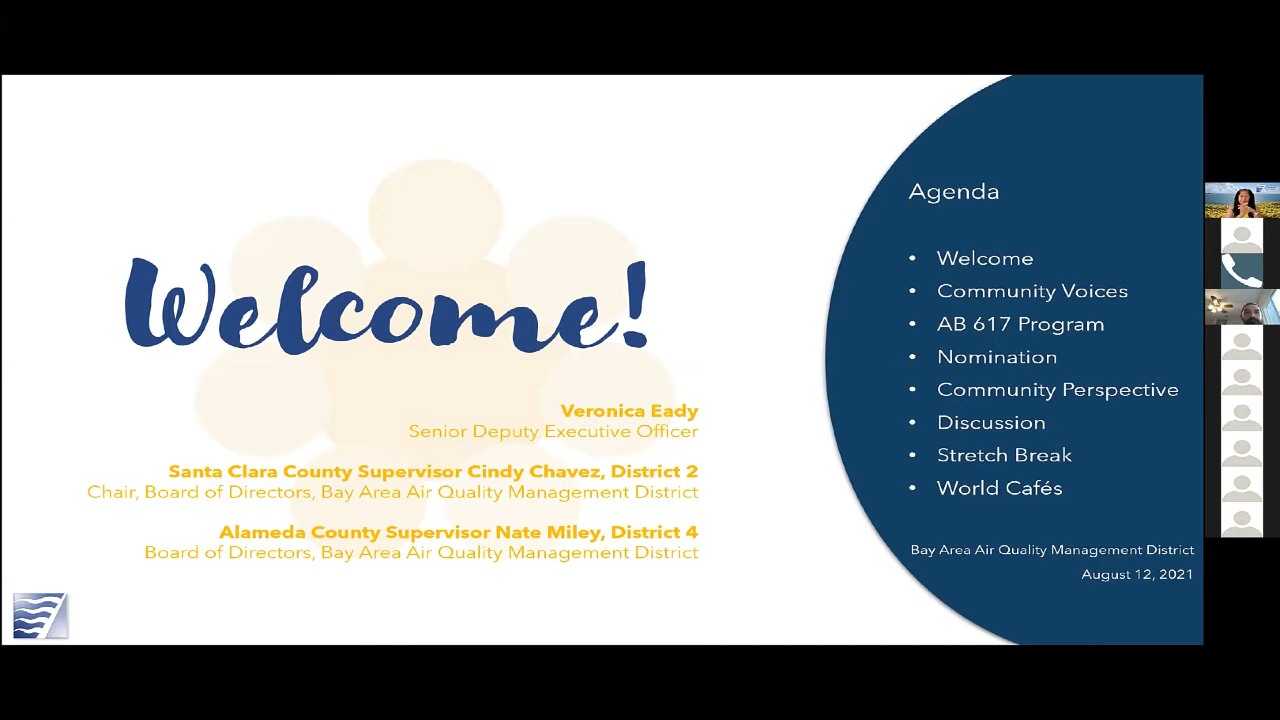 Welcome!
Veronica Eady
Senior Deputy Executive Officer
Santa Clara County Supervisor Cindy Chavez, District 2
Chair, Board of Directors, Bay Area Air Quality Management District
Alameda County Supervisor Nate Miley, District 4
Board of Directors, Bay Area Air Quality Management District
Agenda
• Welcome
• Community Voices
• AB 617 Program
• Nomination
• Community Perspective
• Discussion
• Stretch Break
• World Cafés
Bay Area Air Quality Management District
August 12, 2021